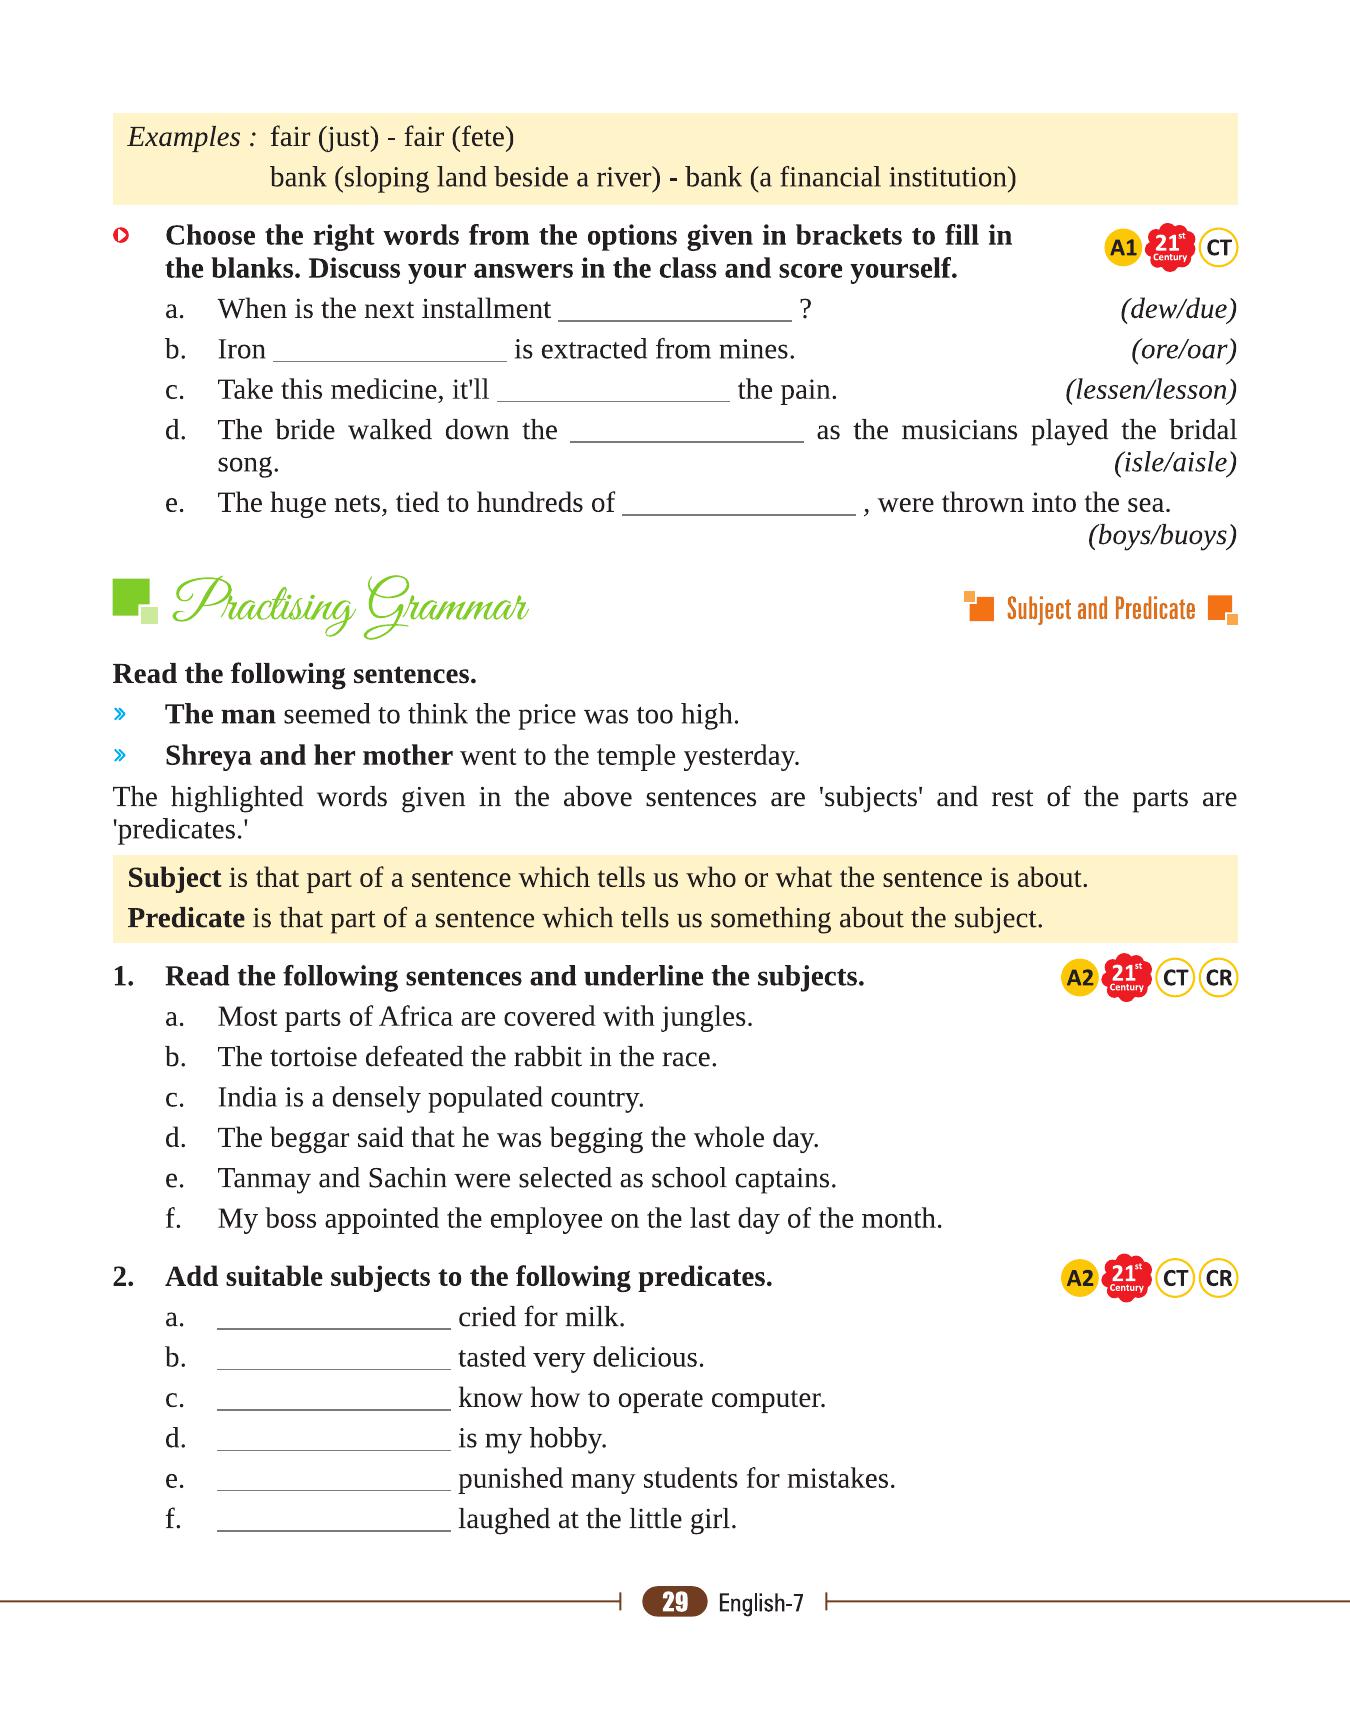 Examples : fair (just) - fair (fete)
bank (sloping land beside a river) - bank (a financial institution)
Choose the right words from the options given in brackets to fill in
the blanks. Discuss your answers in the class and score yourself.
A1 21st Century CT
a. When is the next installment ________________ ? (dew/due)
b. Iron ________________ is extracted from mines. (ore/oar)
c. Take this medicine, it'll ________________ the pain. (lessen/lesson)
d. The bride walked down the ________________ as the musicians played the bridal
song. (isle/aisle)
e. The huge nets, tied to hundreds of ________________ , were thrown into the sea.
(boys/buoys)
Practising Grammar
Subject and Predicate
Read the following sentences.
» The man seemed to think the price was too high.
» Shreya and her mother went to the temple yesterday.
The highlighted words given in the above sentences are 'subjects' and rest of the parts are
'predicates.'
Subject is that part of a sentence which tells us who or what the sentence is about.
Predicate is that part of a sentence which tells us something about the subject.
1. Read the following sentences and underline the subjects. A2 21st Century CT CR
a. Most parts of Africa are covered with jungles.
b. The tortoise defeated the rabbit in the race.
c. India is a densely populated country.
d. The beggar said that he was begging the whole day.
e. Tanmay and Sachin were selected as school captains.
f. My boss appointed the employee on the last day of the month.
2. Add suitable subjects to the following predicates. A2 21st Century CT CR
a. ________________ cried for milk.
b. ________________ tasted very delicious.
c. ________________ know how to operate computer.
d. ________________ is my hobby.
e. ________________ punished many students for mistakes.
f. ________________ laughed at the little girl.
29 English-7